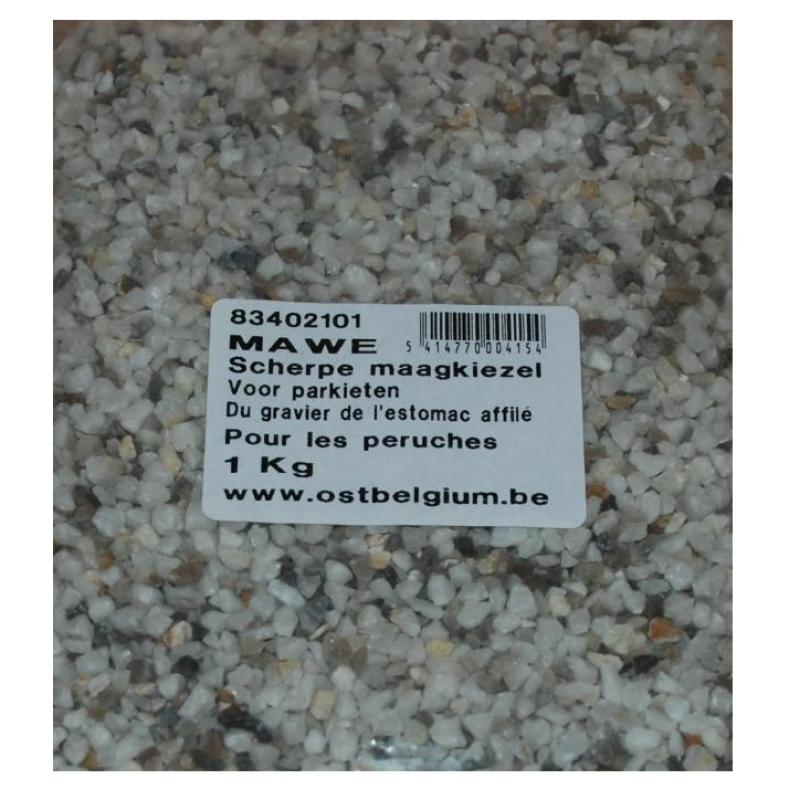 83402101
MAWE
5 414770 004154
Scherpe maagkiezel
Voor parkieten
Du gravier de l'estomac affilé
Pour les peruches
1 Kg
www.ostbelgium.be